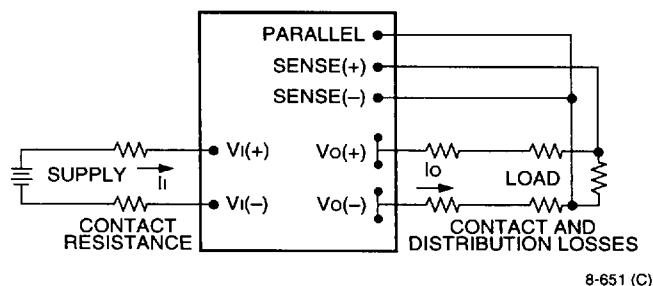 PARALLEL
SENSE(+)
SENSE(–)
VI(+)
VO(+)
SUPPLY
II
IO
LOAD
VI(–)
VO(–)
CONTACT
RESISTANCE
CONTACT AND
DISTRIBUTION LOSSES
8-651 (C)